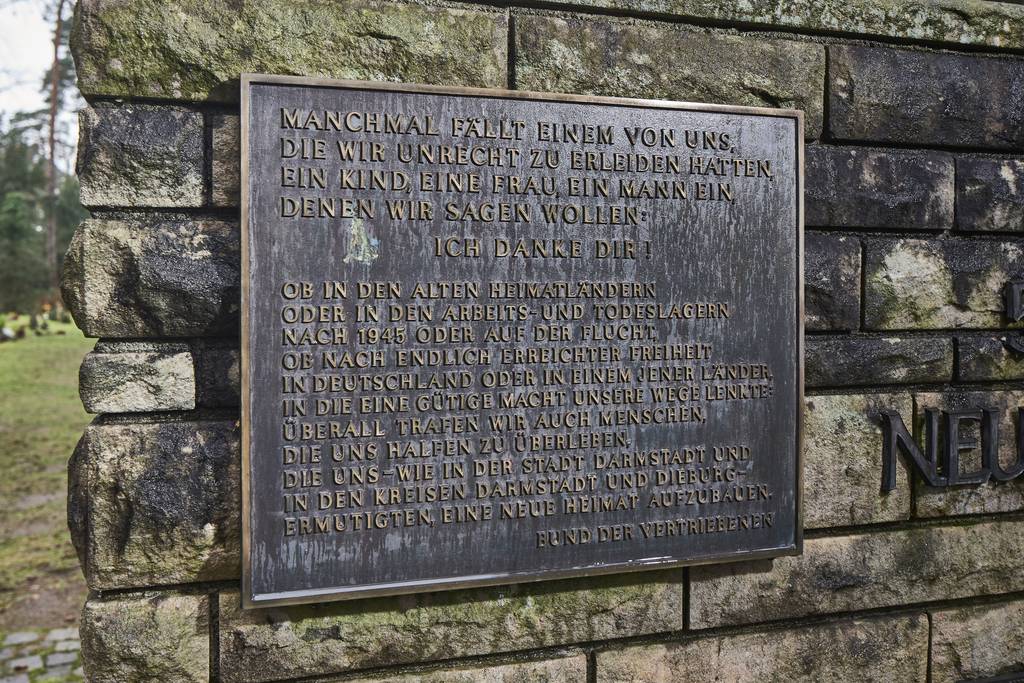 MANCHMAL FÄLLT EINEM VON UNS,
DIE WIR UNRECHT ZU ERLEIDEN HATTEN,
EIN KIND, EINE FRAU, EIN MANN EIN,
DENEN WIR SAGEN WOLLEN:
ICH DANKE DIR!
OB IN DEN ALTEN HEIMATLÄNDERN
ODER IN DEN ARBEITS-UND TODESLAGERN
NACH 1945 ODER AUF DER FLUCHT,
OB NACH ENDLICH ERREICHTER FREIHEIT
IN DEUTSCHLAND ODER IN EINEM JENER LÄNDER,
IN DIE EINE GÜTIGE MACHT UNSERE WEGE LENKTE:
ÜBERALL TRAFEN WIR AUCH MENSCHEN,
DIE UNS HALFEN ZU ÜBERLEBEN,
DIE UNS-WIE IN DER STADT DARMSTADT UND
IN DEN KREISEN DARMSTADT UND DIEBURG-
ERMUTIGTEN, EINE NEUE HEIMAT AUFZUBAUEN.
BUND DER VERTRIEBENEN
NEU